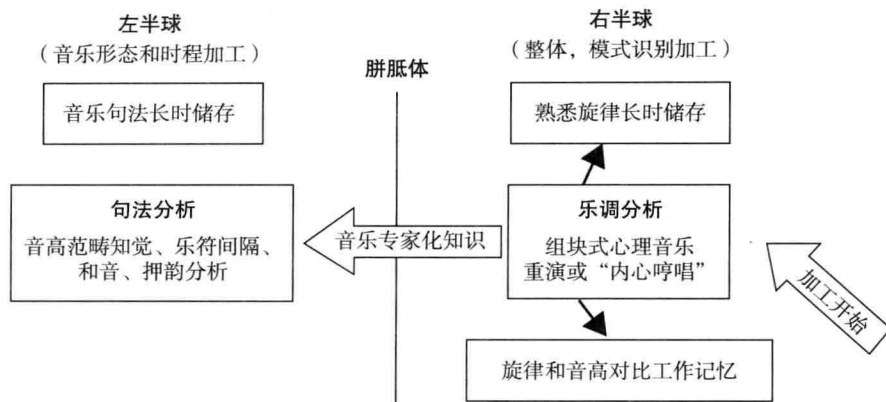 左半球
（音乐形态和时程加工）
音乐句法长时储存
句法分析
音高范畴知觉、乐符间隔、
和音、押韵分析
胼胝体
音乐专家化知识
右半球
（整体，模式识别加工）
熟悉旋律长时储存
乐调分析
组块式心理音乐
重演或“内心哼唱”
旋律和音高对比工作记忆
加工开始